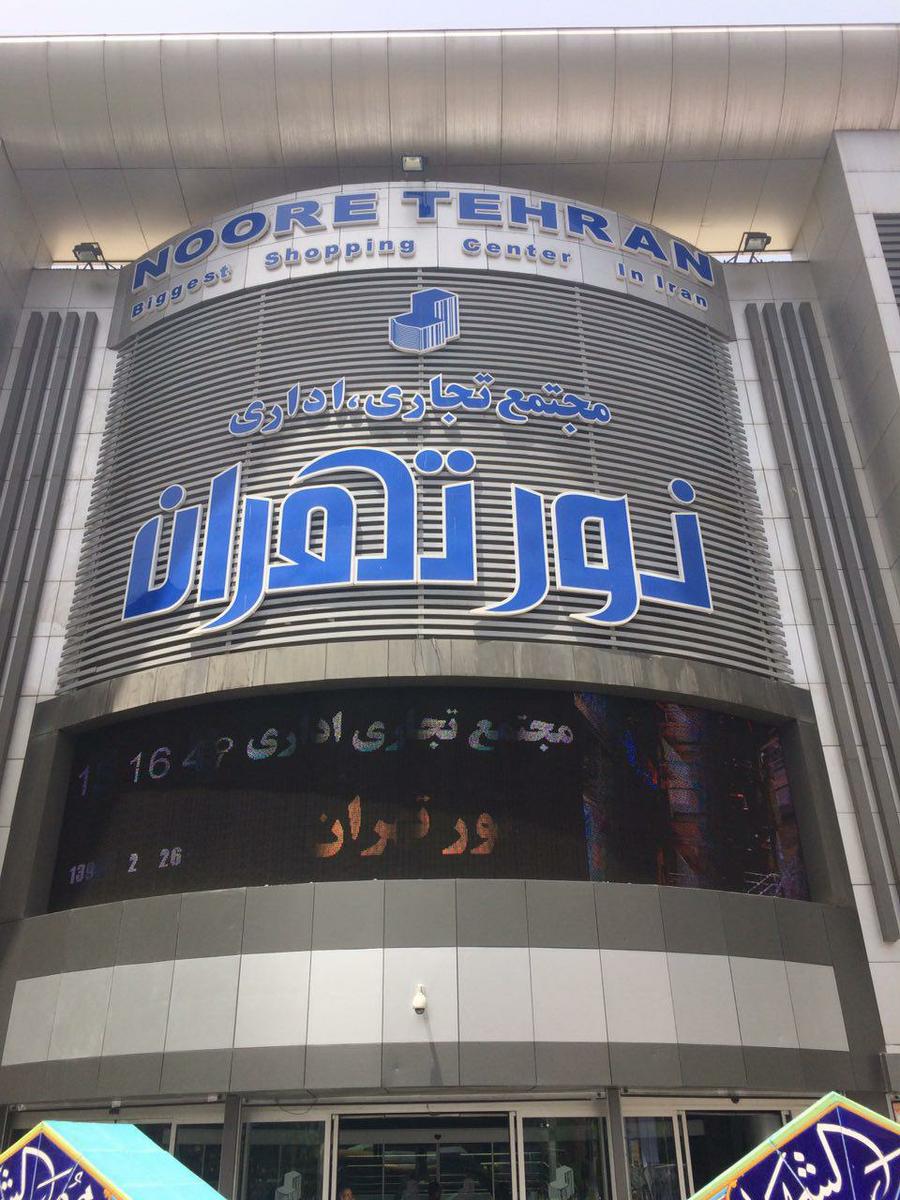 NOORE TEHRAN
Biggest Shopping Center In Iran
مجتمع تجاری، اداری
نور تهران
مجتمع تجاری اداری
16
ور تهران
2 26